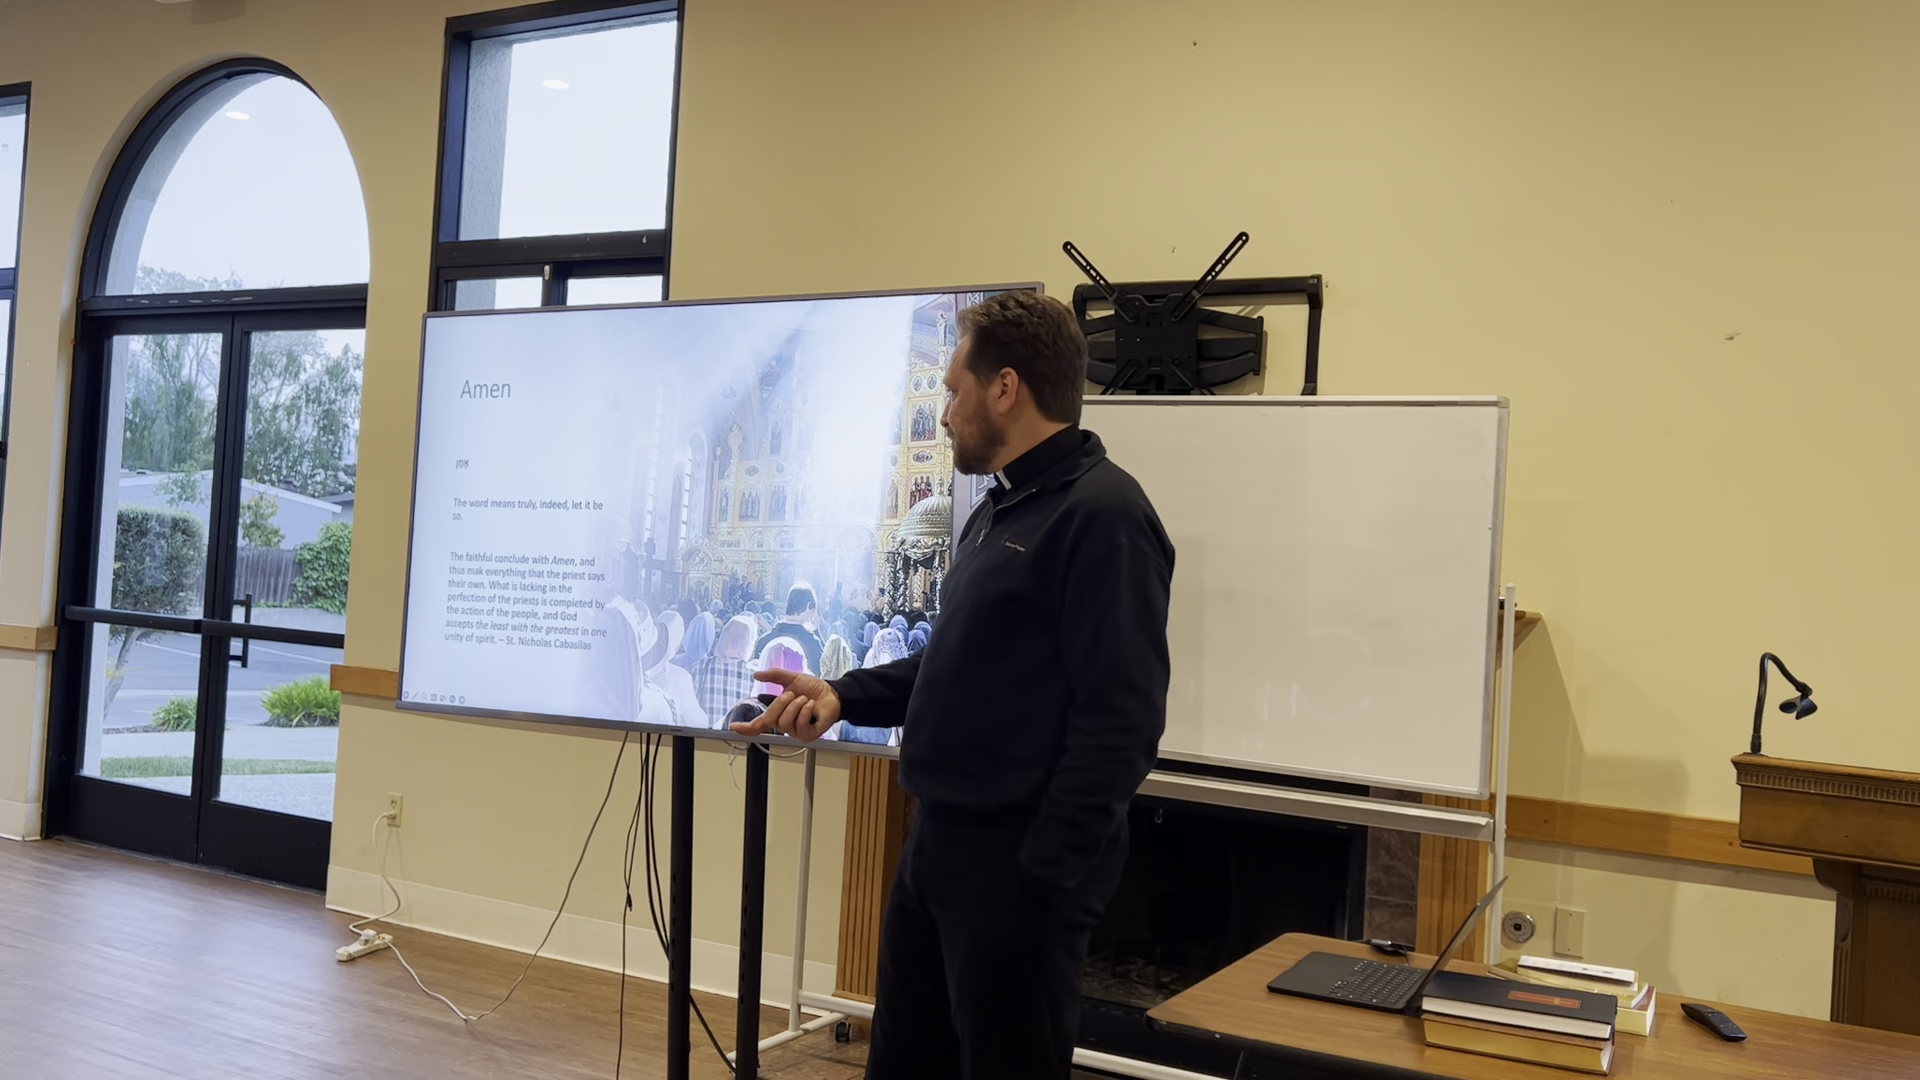 Amen
אמן
The word means truly, indeed, let it be
so.
The faithful conclude with Amen, and
thus mak everything that the priest says
their own. What is lacking in the
perfection of the priests is completed by
the action of the people, and God
accepts the least with the greatest in one
unity of spirit. – St. Nicholas Cabasilas